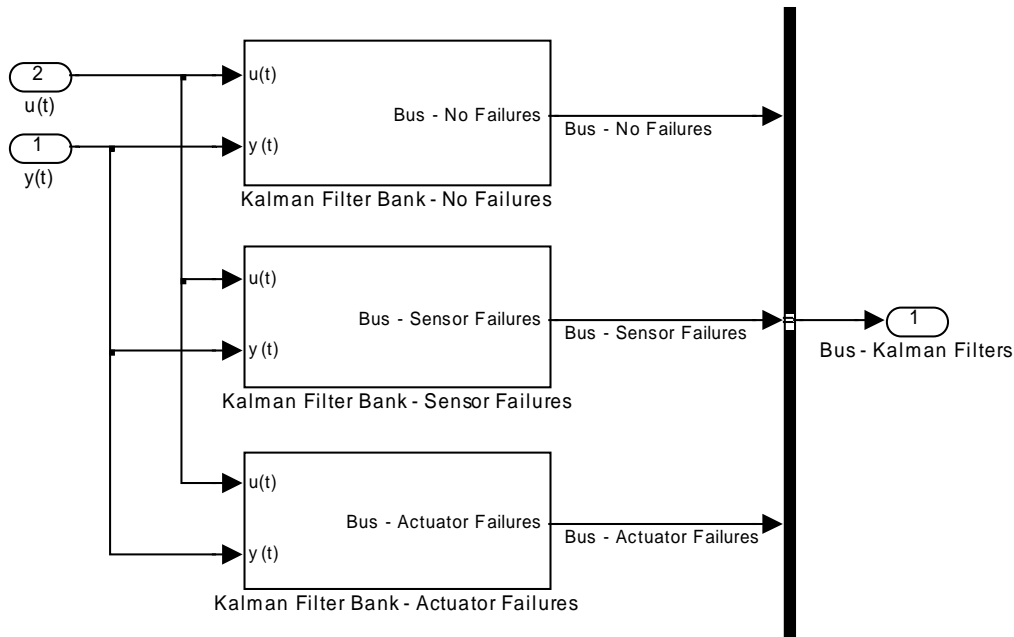 2
u(t)
1
y(t)
u(t)
y (t)
Bus - No Failures
Kalman Filter Bank - No Failures
Bus - No Failures
u(t)
y (t)
Bus - Sensor Failures
Kalman Filter Bank - Sensor Failures
Bus - Sensor Failures
u(t)
y (t)
Bus - Actuator Failures
Kalman Filter Bank - Actuator Failures
Bus - Actuator Failures
1
Bus - Kalman Filters